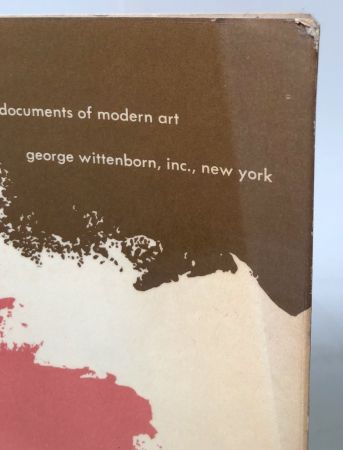 documents of modern art
george wittenborn, inc., new york